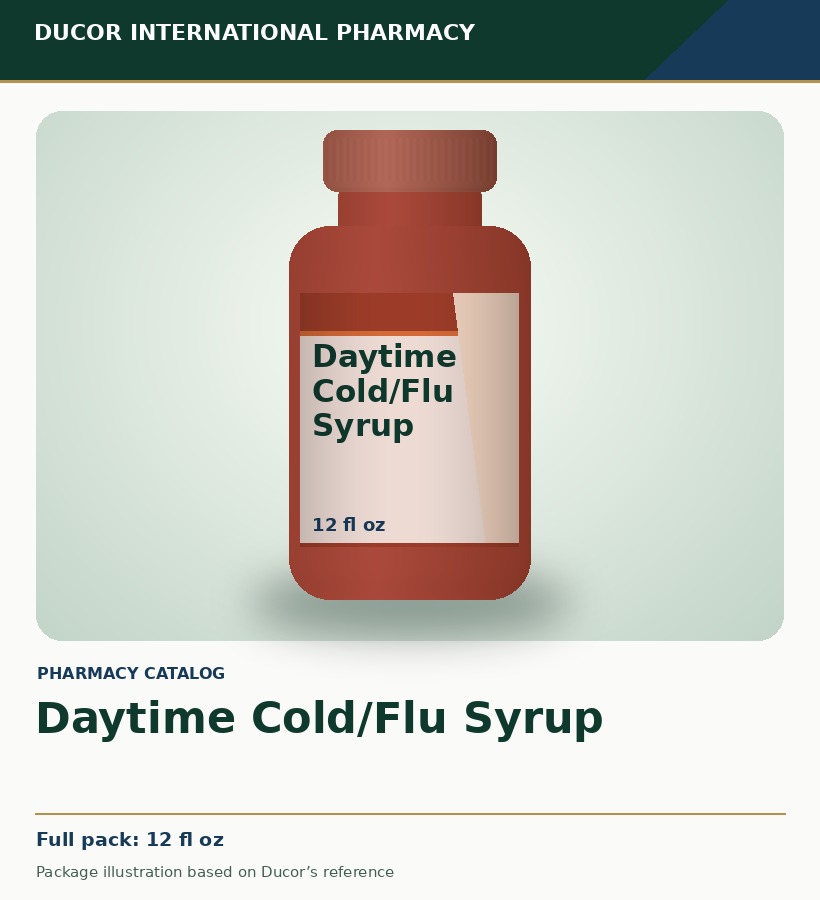 DUCOR INTERNATIONAL PHARMACY
Daytime
Cold/Flu
Syrup
12 fl oz
PHARMACY CATALOG
Daytime Cold/Flu Syrup
Full pack: 12 fl oz
Package illustration based on Ducor’s reference